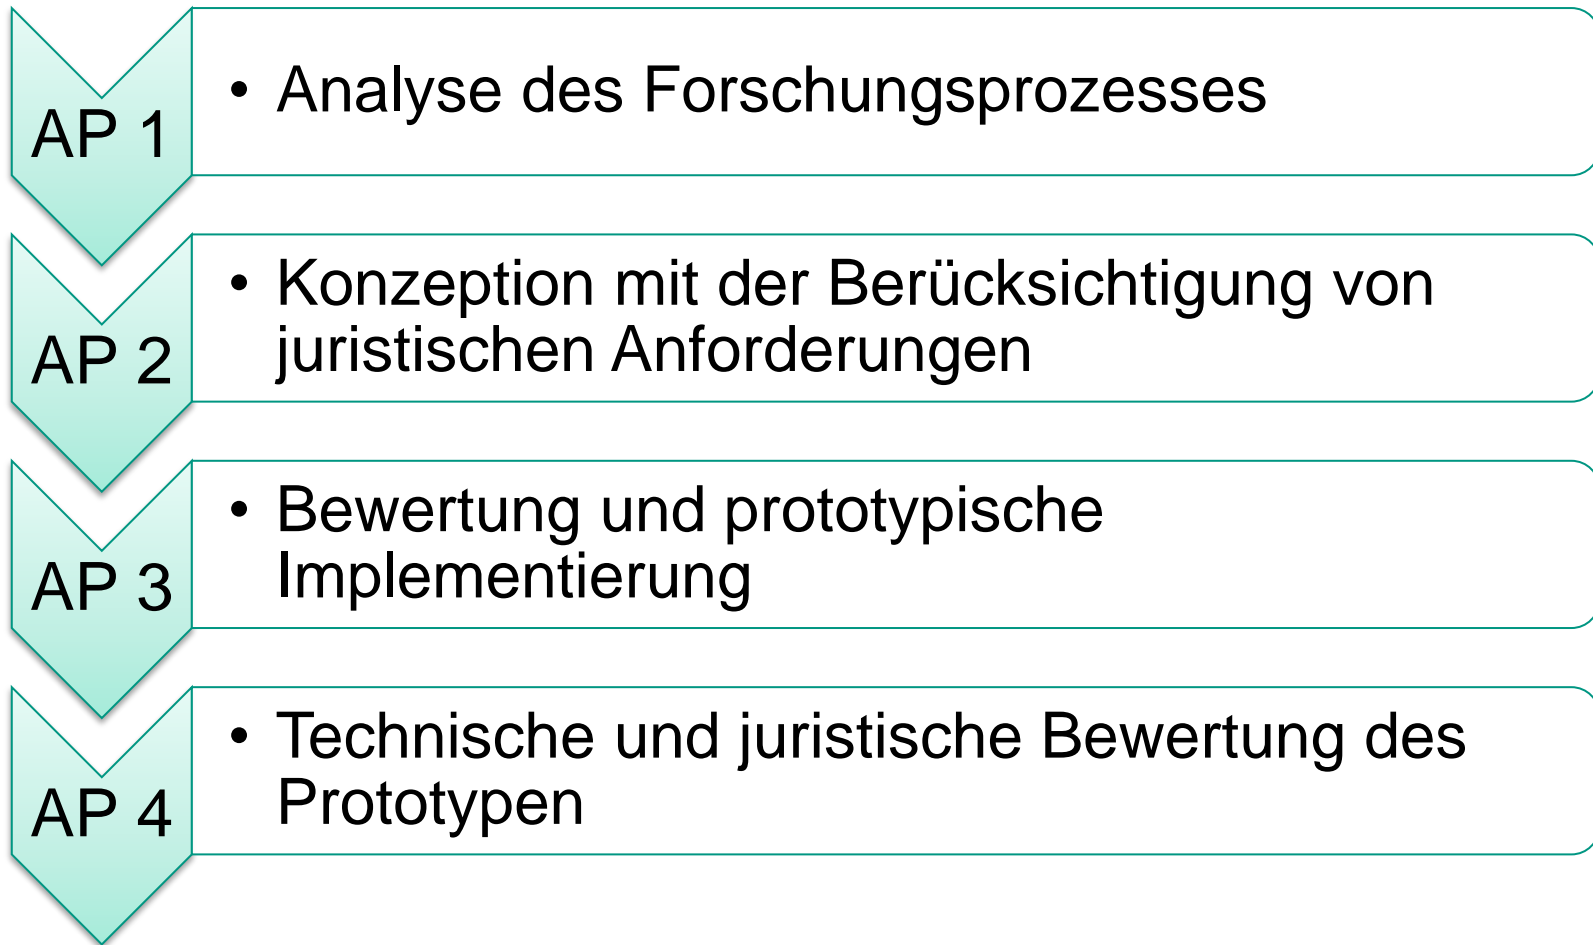 AP 1
• Analyse des Forschungsprozesses
AP 2
• Konzeption mit der Berücksichtigung von
juristischen Anforderungen
AP 3
• Bewertung und prototypische
Implementierung
AP 4
• Technische und juristische Bewertung des
Prototypen